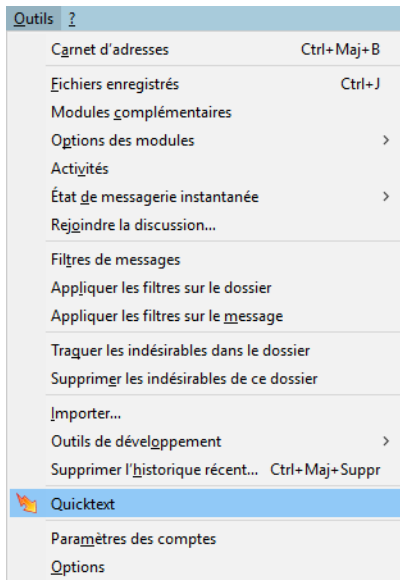 Outils ?
Carnet d'adresses Ctrl+Maj+B
Fichiers enregistrés Ctrl+J
Modules complémentaires
Options des modules
Activités
État de messagerie instantanée
Rejoindre la discussion...
Filtres de messages
Appliquer les filtres sur le dossier
Appliquer les filtres sur le message
Traquer les indésirables dans le dossier
Supprimer les indésirables de ce dossier
Importer...
Outils de développement
Supprimer l'historique récent... Ctrl+Maj+Suppr
Quicktext
Paramètres des comptes
Options